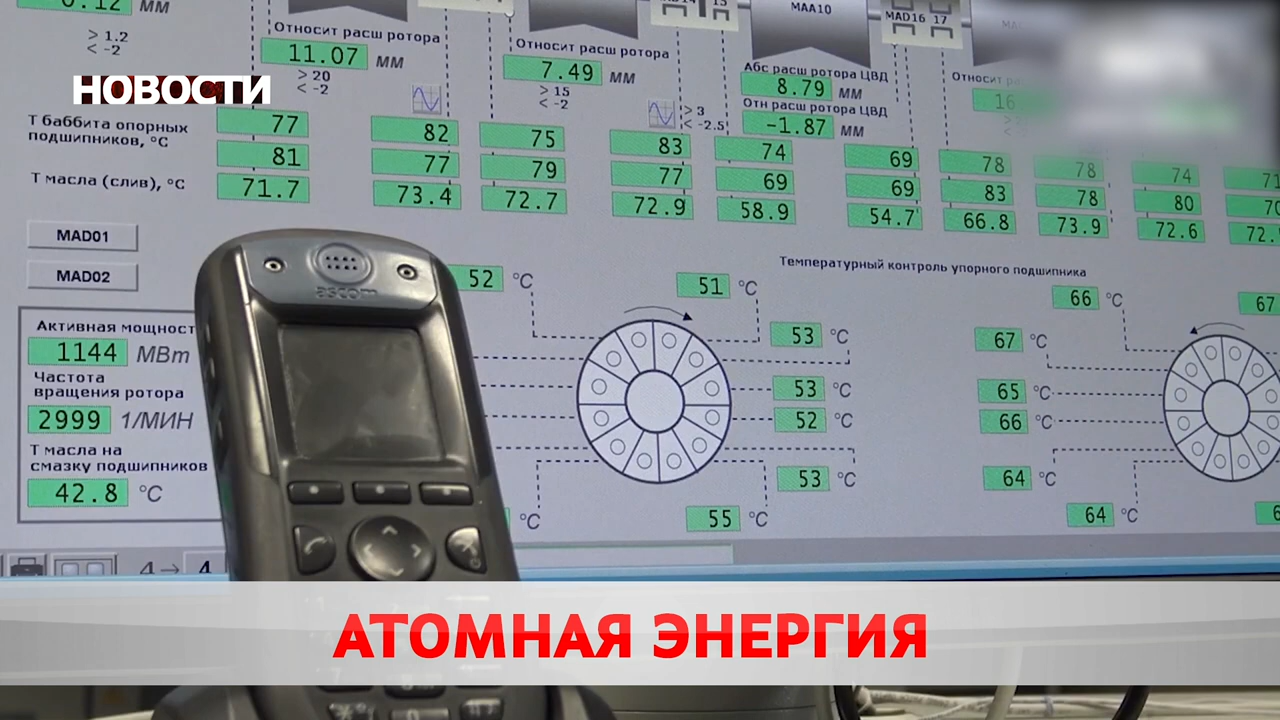 0.12 мм
> 1.2
< -2
Относит расш ротора
11.07 мм
> 20
< -2
Относит расш ротора
7.49 мм
> 15
< -2
МАА10
Абс расш ротора ЦВД
8.79 мм
> 3
< -2.5
Отн расш ротора ЦВД
-1.87 мм
MAD16 17
Относит
16
НОВОСТИ
Т баббита опорных
подшипников, °С
77 82 75 83 74 69 78 78 74 71
81 77 79 77 69 69 83 78 80 70
Т масла (слив), °С
71.7 73.4 72.7 72.9 58.9 54.7 66.8 73.9 72.6 72.
MAD01
MAD02
Температурный контроль упорного подшипника
52 °С
51 °С
53 °С
53 °С
52 °С
53 °С
55 °С
°С
66 °С
67
67 °С
65 °С
66 °С
64 °С
64 °С
Активная мощност
1144 МВт
Частота
вращения ротора
2999 1/МИН
Т масла на
смазку подшипников
42.8 °С
4→ 4
ascom
АТОМНАЯ ЭНЕРГИЯ